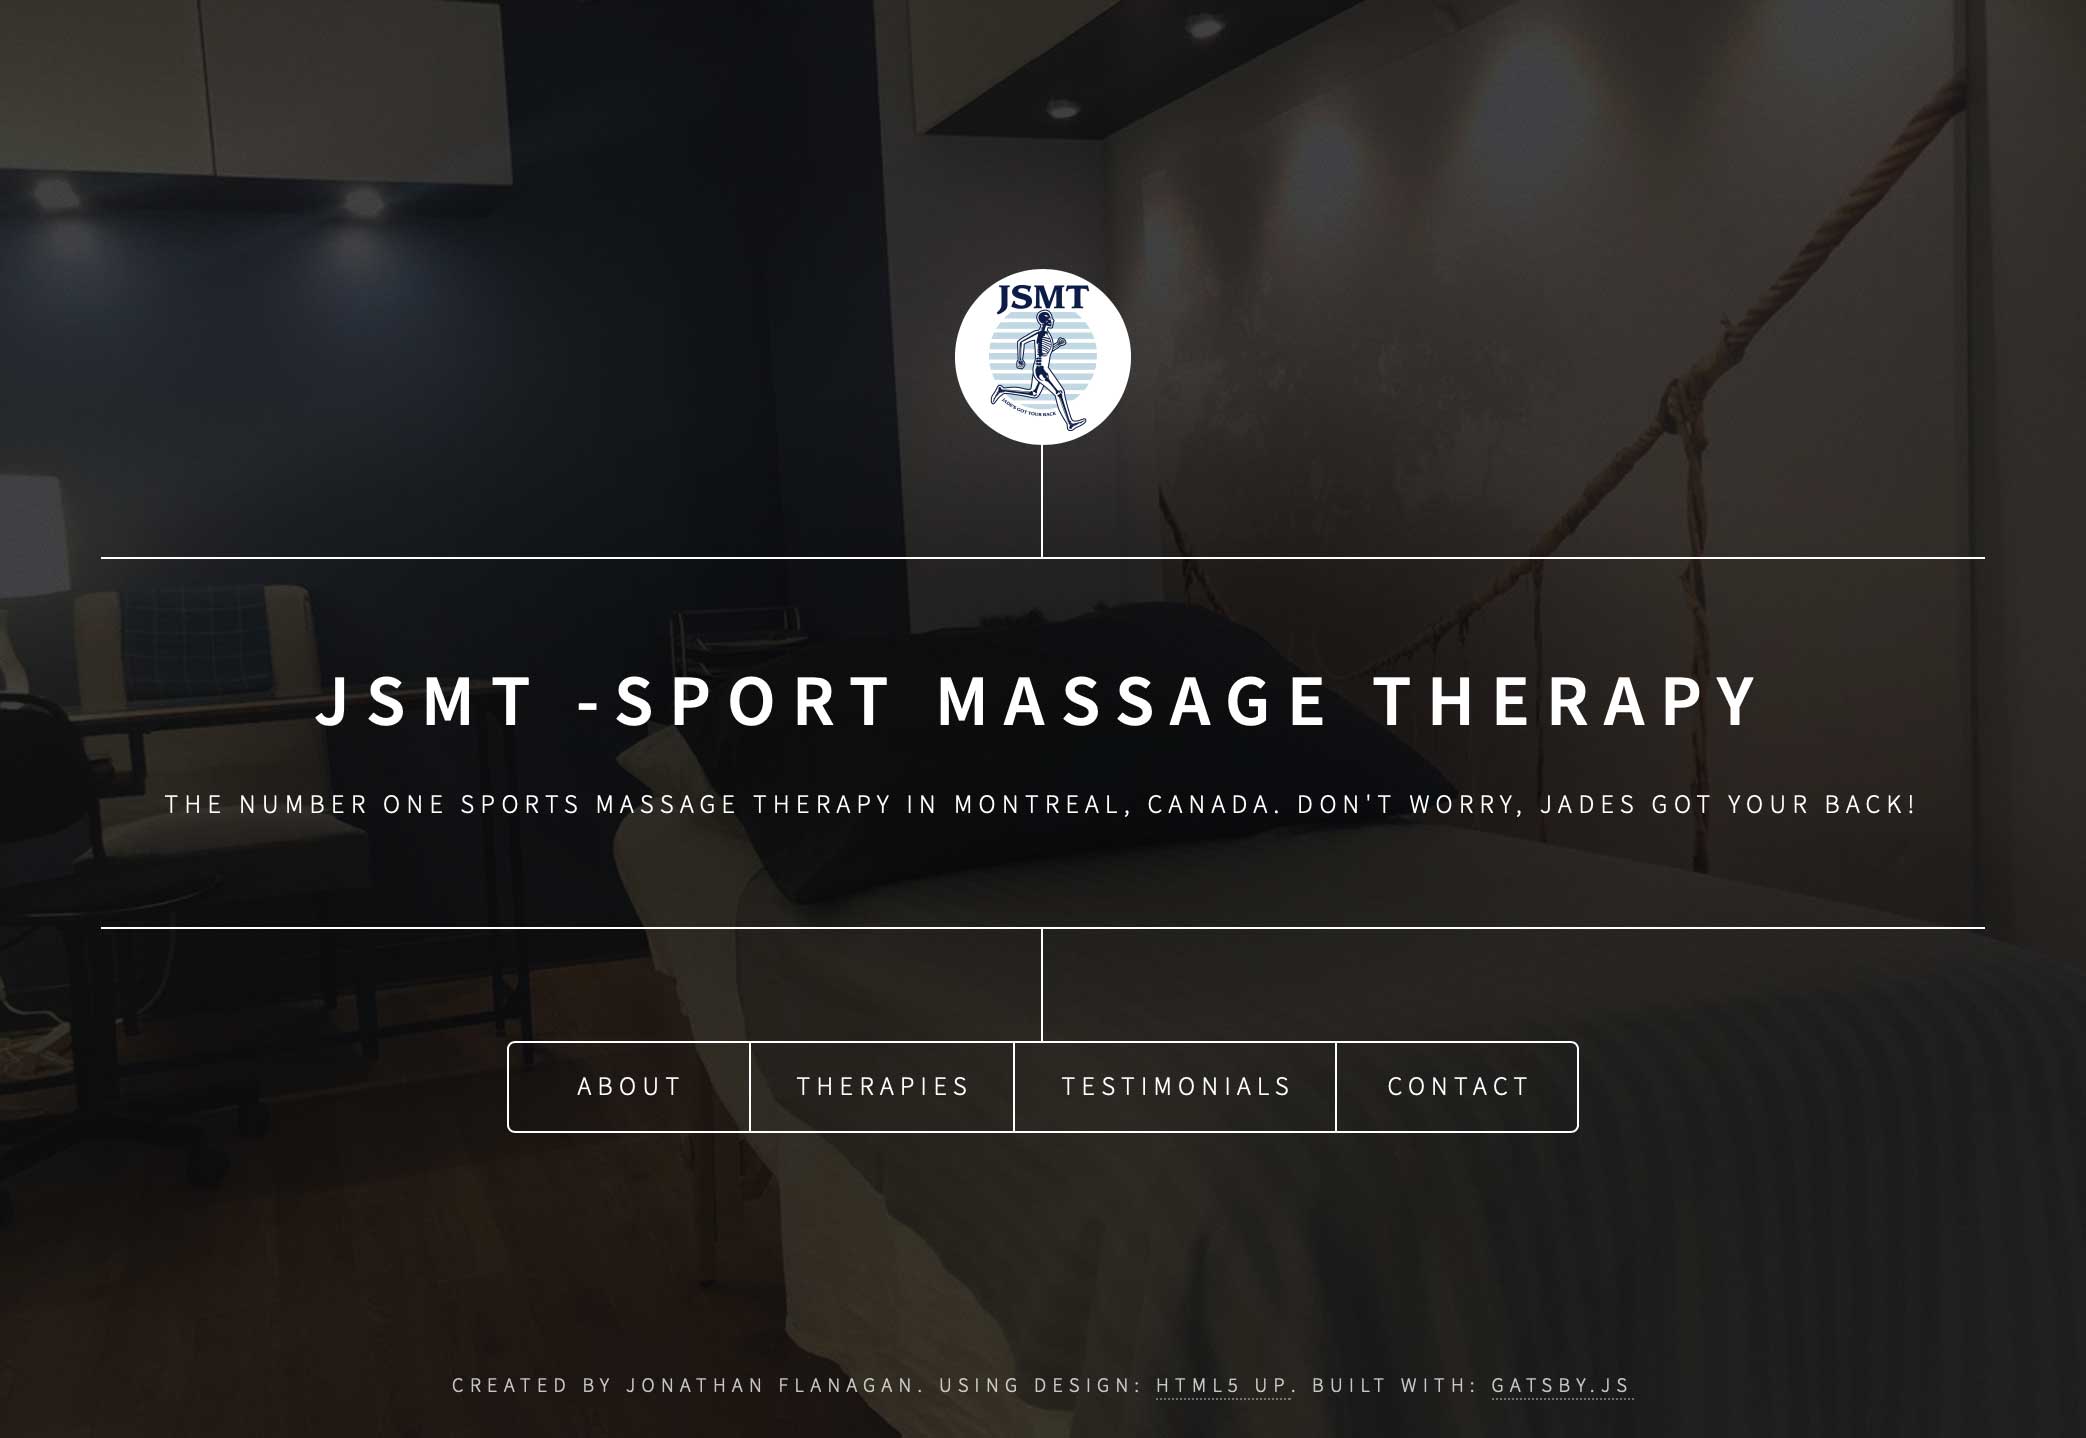 JSMT
JADE'S GOT YOUR BACK
JSMT -SPORT MASSAGE THERAPY
THE NUMBER ONE SPORTS MASSAGE THERAPY IN MONTREAL, CANADA. DON'T WORRY, JADES GOT YOUR BACK!
ABOUT
THERAPIES
TESTIMONIALS
CONTACT
CREATED BY JONATHAN FLANAGAN. USING DESIGN: HTML5 UP. BUILT WITH: GATSBY.JS